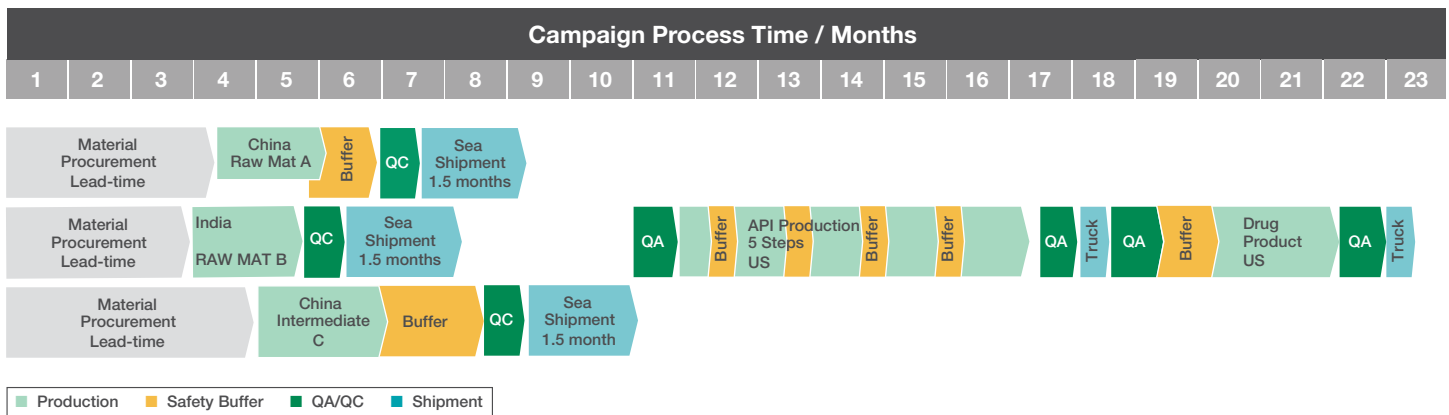 Campaign Process Time / Months
1 2 3 4 5 6 7 8 9 10 11 12 13 14 15 16 17 18 19 20 21 22 23
Material
Procurement
Lead-time
China
Raw Mat A
Buffer
QC
Sea
Shipment
1.5 months
Material
Procurement
Lead-time
India
RAW MAT B
QC
Sea
Shipment
1.5 months
QA
Buffer
API Production
5 Steps
US
Buffer
Buffer
QA
Truck
QA
Buffer
Drug
Product
US
QA
Truck
Material
Procurement
Lead-time
China
Intermediate
C
Buffer
QC
Sea
Shipment
1.5 month
Production
Safety Buffer
QA/QC
Shipment